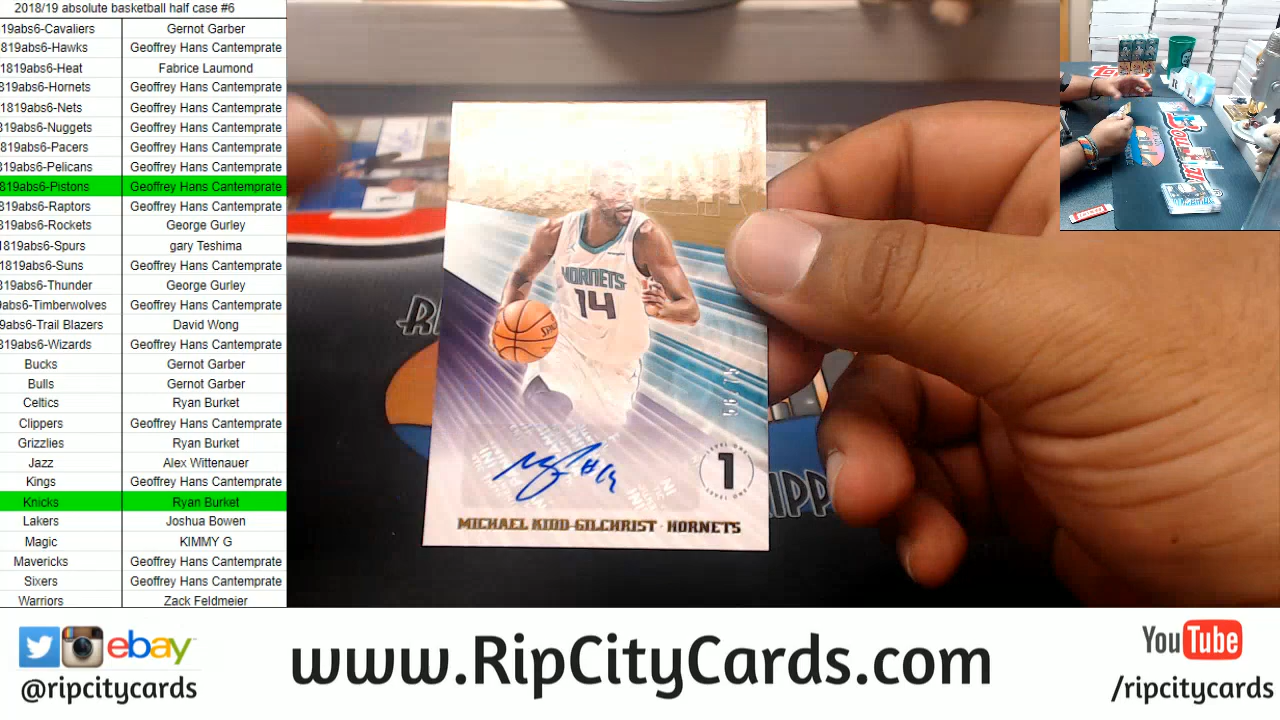 2018/19 absolute basketball half case #6
19abs6-Cavaliers Gernot Garber
819abs6-Hawks Geoffrey Hans Cantemprate
1819abs6-Heat Fabrice Laumond
819abs6-Hornets Geoffrey Hans Cantemprate
1819abs6-Nets Geoffrey Hans Cantemprate
819abs6-Nuggets Geoffrey Hans Cantemprate
819abs6-Pacers Geoffrey Hans Cantemprate
819abs6-Pelicans Geoffrey Hans Cantemprate
819abs6-Pistons Geoffrey Hans Cantemprate
819abs6-Raptors Geoffrey Hans Cantemprate
819abs6-Rockets George Gurley
819abs6-Spurs gary Teshima
1819abs6-Suns Geoffrey Hans Cantemprate
819abs6-Thunder George Gurley
9abs6-Timberwolves Geoffrey Hans Cantemprate
9abs6-Trail Blazers David Wong
819abs6-Wizards Geoffrey Hans Cantemprate
Bucks Gernot Garber
Bulls Gernot Garber
Celtics Ryan Burket
Clippers Geoffrey Hans Cantemprate
Grizzlies Ryan Burket
Jazz Alex Wittenauer
Kings Geoffrey Hans Cantemprate
Knicks Ryan Burket
Lakers Joshua Bowen
Magic KIMMY G
Mavericks Geoffrey Hans Cantemprate
Sixers Geoffrey Hans Cantemprate
Warriors Zack Feldmeier
HORNETS
14
1
MICHAEL KIDD-GILCHRIST · HORNETS
ebay
@ripcitycards
www.RipCityCards.com
YouTube
/ripcitycards